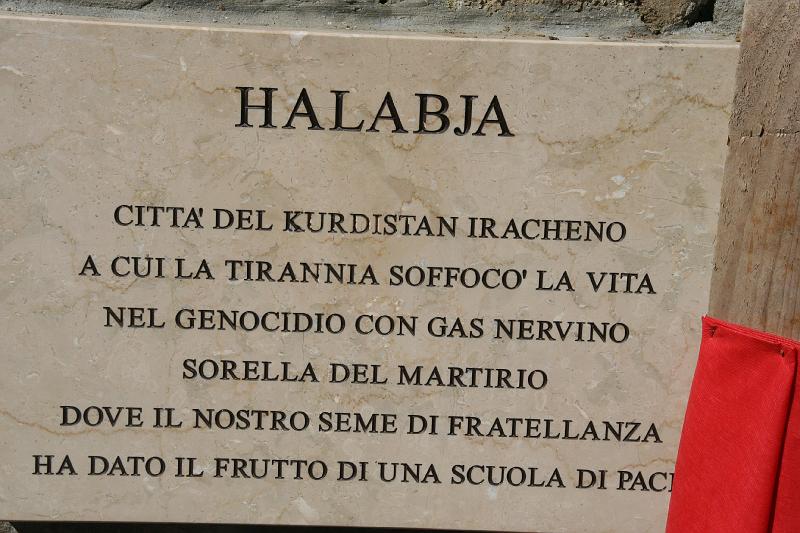 HALABJA
CITTA' DEL KURDISTAN IRACHENO
A CUI LA TIRANNIA SOFFOCO' LA VITA
NEL GENOCIDIO CON GAS NERVINO
SORELLA DEL MARTIRIO
DOVE IL NOSTRO SEME DI FRATELLANZA
HA DATO IL FRUTTO DI UNA SCUOLA DI